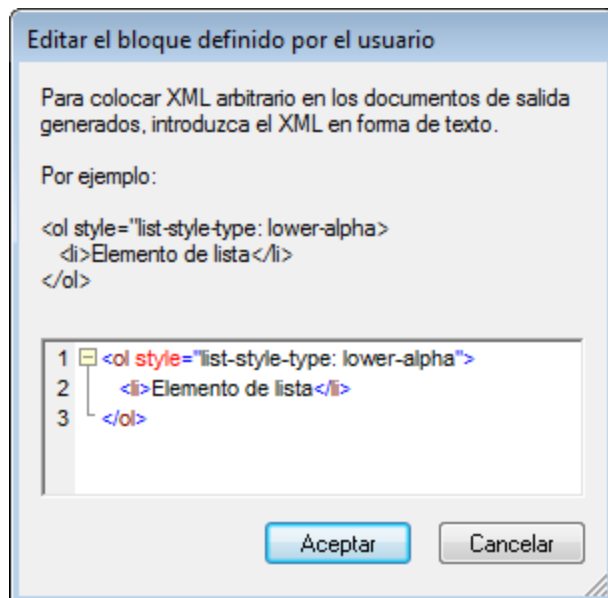 Editar el bloque definido por el usuario
Para colocar XML arbitrario en los documentos de salida
generados, introduzca el XML en forma de texto.
Por ejemplo:
<ol style="list-style-type: lower-alpha>
<li>Elemento de lista</li>
</ol>
1 <ol style="list-style-type: lower-alpha">
2 <li>Elemento de lista</li>
3 </ol>
Aceptar Cancelar